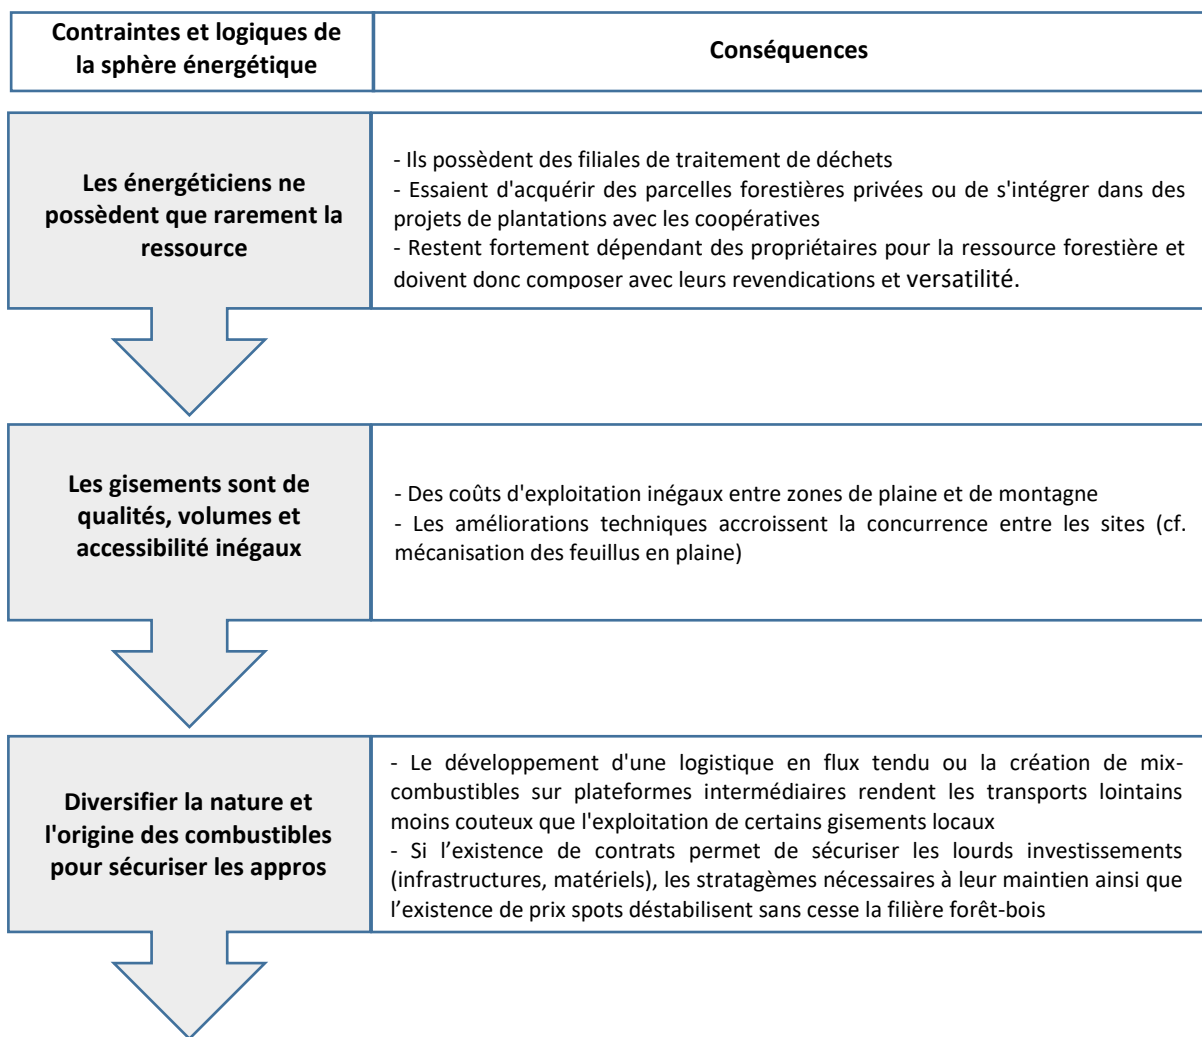 Contraintes et logiques de
la sphère énergétique
Conséquences
Les énergéticiens ne
possèdent que rarement la
ressource
- Ils possèdent des filiales de traitement de déchets
- Essaient d'acquérir des parcelles forestières privées ou de s'intégrer dans des
projets de plantations avec les coopératives
- Restent fortement dépendant des propriétaires pour la ressource forestière et
doivent donc composer avec leurs revendications et versatilité.
Les gisements sont de
qualités, volumes et
accessibilité inégaux
- Des coûts d'exploitation inégaux entre zones de plaine et de montagne
- Les améliorations techniques accroissent la concurrence entre les sites (cf.
mécanisation des feuillus en plaine)
Diversifier la nature et
l'origine des combustibles
pour sécuriser les appros
- Le développement d'une logistique en flux tendu ou la création de mix-
combustibles sur plateformes intermédiaires rendent les transports lointains
moins couteux que l'exploitation de certains gisements locaux
- Si l’existence de contrats permet de sécuriser les lourds investissements
(infrastructures, matériels), les stratagèmes nécessaires à leur maintien ainsi que
l’existence de prix spots déstabilisent sans cesse la filière forêt-bois